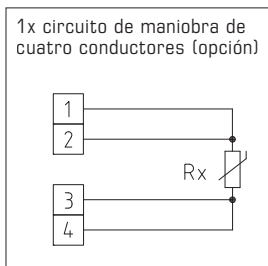 1x circuito de maniobra de
cuatro conductores (opción)
1
2
Rx
3
4